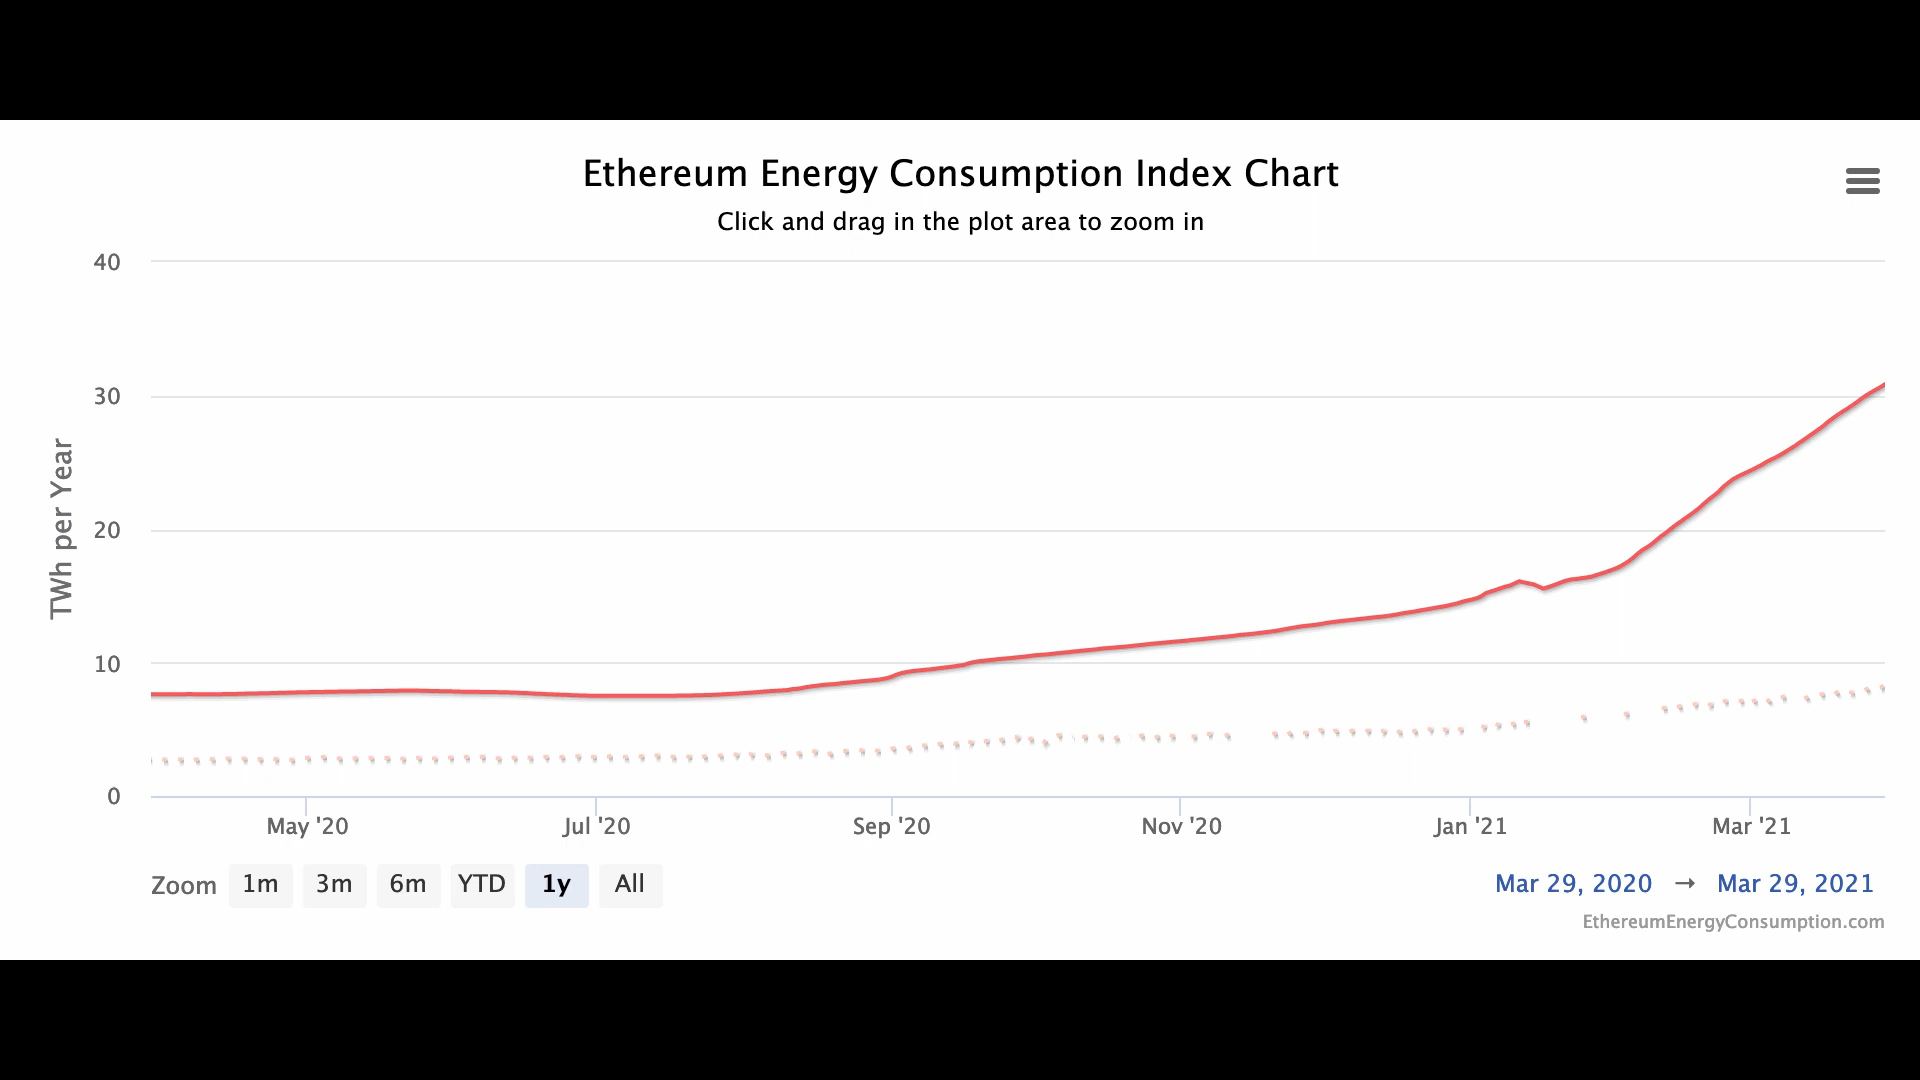 Ethereum Energy Consumption Index Chart
Click and drag in the plot area to zoom in
TWh per Year
40
30
20
10
0
May '20 Jul '20 Sep '20 Nov '20 Jan '21 Mar '21
Zoom 1m 3m 6m YTD 1y All Mar 29, 2020 → Mar 29, 2021
EthereumEnergyConsumption.com